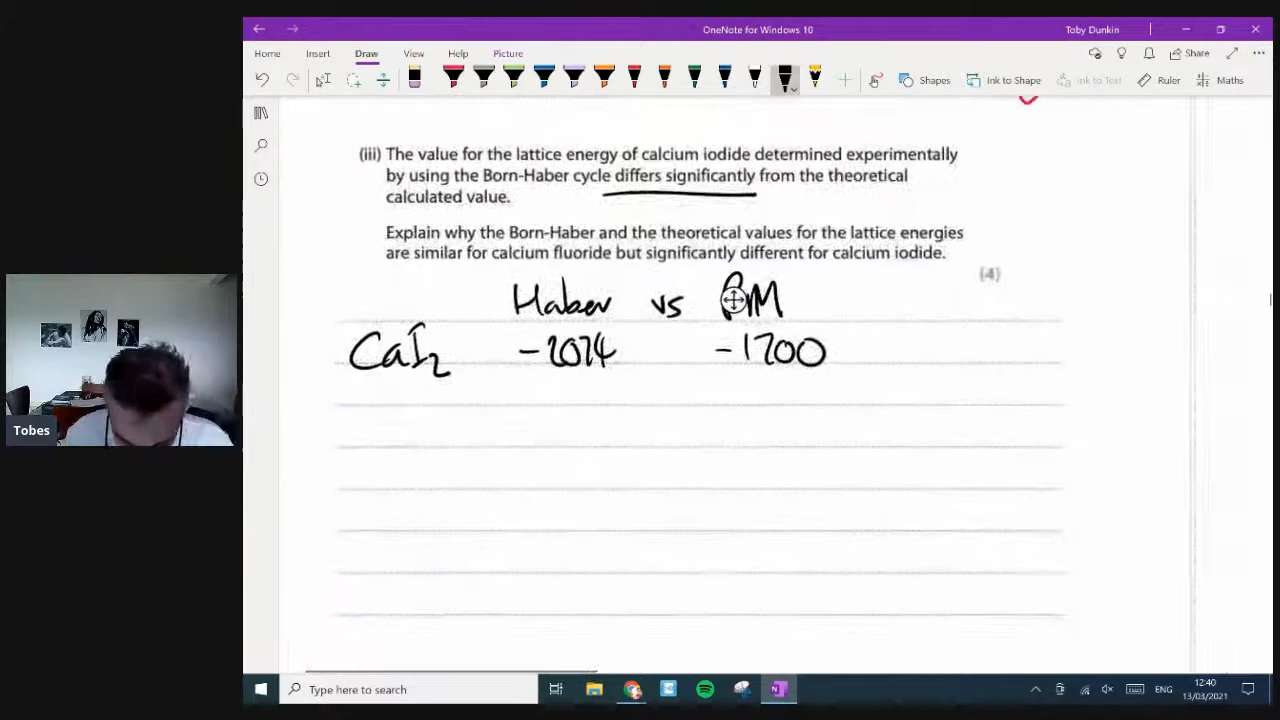 OneNote for Windows 10
Toby Dunkin
Home Insert Draw View Help Picture
Share
Shapes Ink to Shape Ink to Text Ruler Maths
(iii) The value for the lattice energy of calcium iodide determined experimentally
by using the Born-Haber cycle differs significantly from the theoretical
calculated value.
Explain why the Born-Haber and the theoretical values for the lattice energies
are similar for calcium fluoride but significantly different for calcium iodide.
(4)
Haber vs
CaI2 -2074 -1700
Tobes
Type here to search
ENG
12:40
13/03/2021